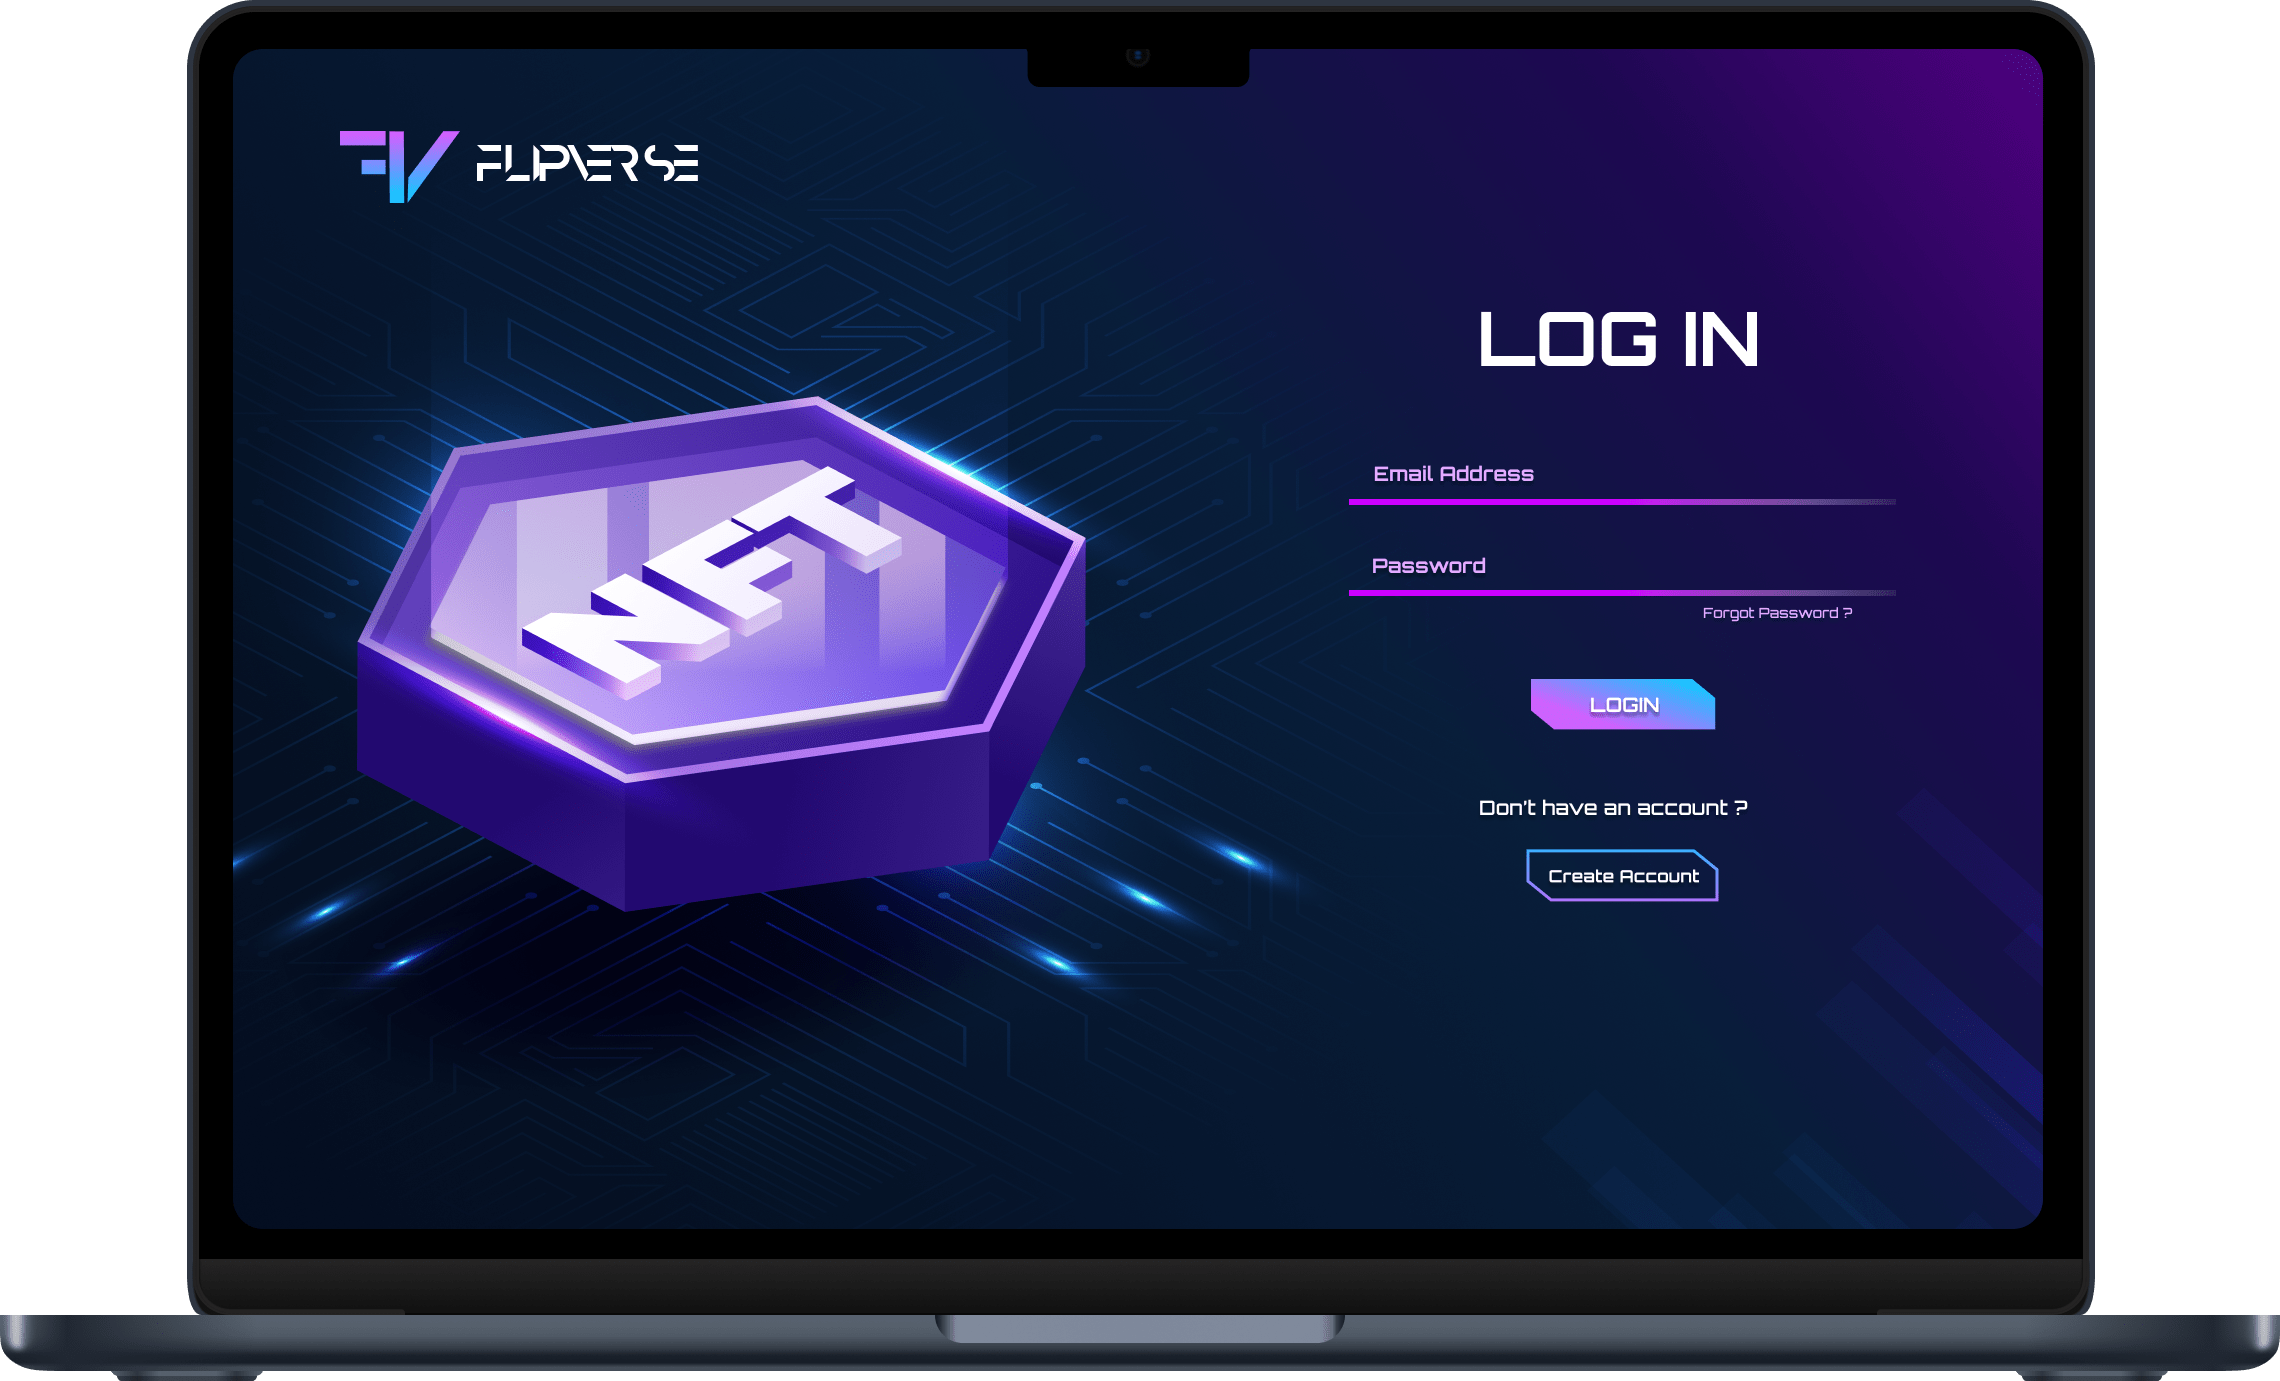 FLIPVERSE
NFT
LOG IN
Email Address
Password
Forgot Password ?
LOGIN
Don't have an account ?
Create Account